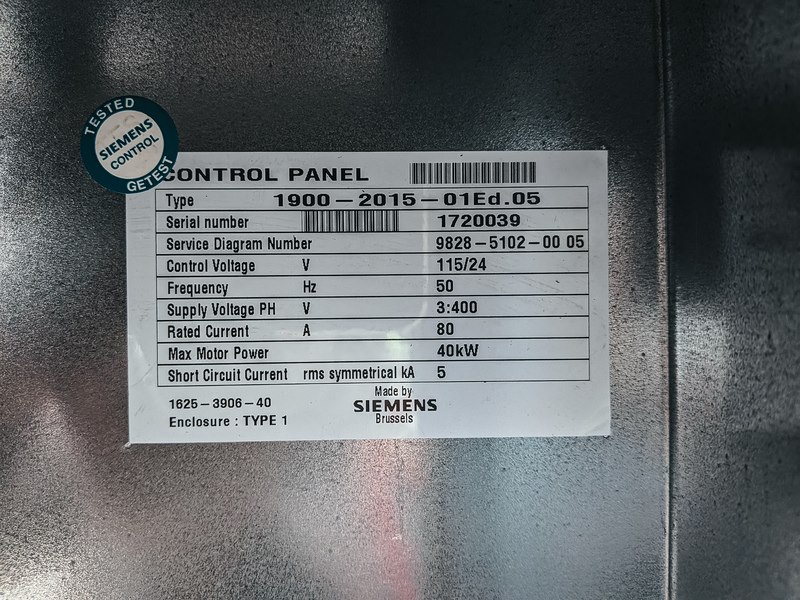 TESTED
SIEMENS
CONTROL
GETEST
CONTROL PANEL
Type 1900-2015-01Ed.05
Serial number 1720039
Service Diagram Number 9828-5102-00 05
Control Voltage V 115/24
Frequency Hz 50
Supply Voltage PH V 3:400
Rated Current A 80
Max Motor Power 40kW
Short Circuit Current rms symmetrical kA 5
1625-3906-40
Enclosure : TYPE 1
Made by
SIEMENS
Brussels